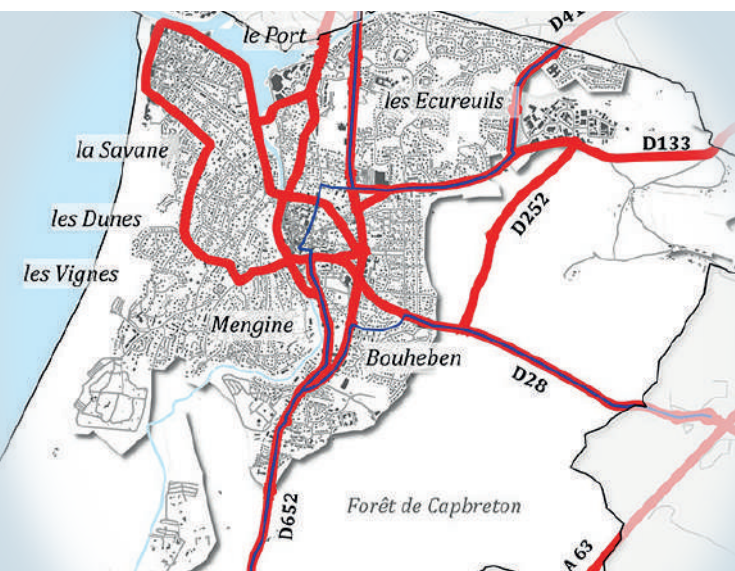 D41
le Port
les Ecureuils
D133
la Savane
D252
les Dunes
les Vignes
Mengine
Bouheben
D28
D652
Forêt de Capbreton
A 63